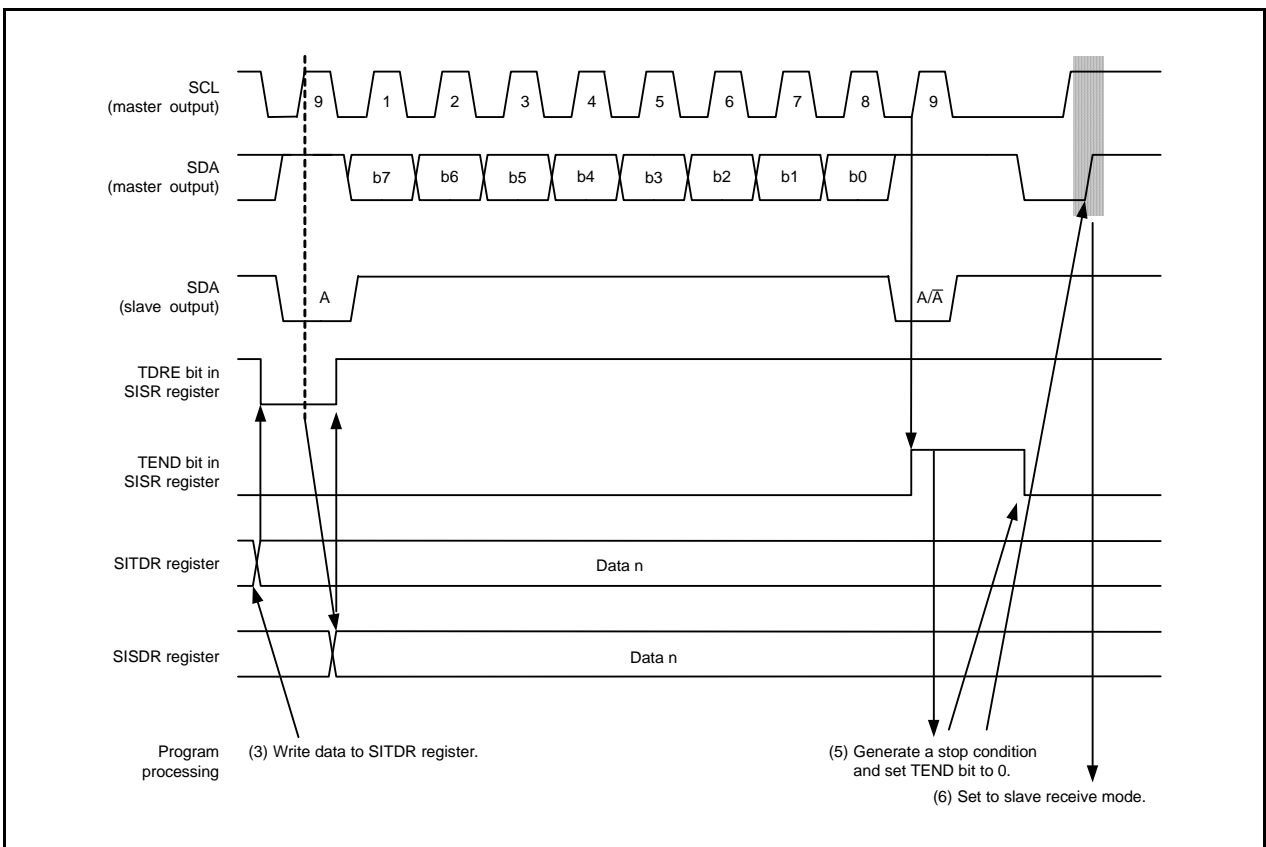 SCL
(master output)
9 1 2 3 4 5 6 7 8 9
SDA
(master output)
b7 b6 b5 b4 b3 b2 b1 b0
SDA
(slave output)
A A/A̅
TDRE bit in
SISR register
TEND bit in
SISR register
SITDR register
Data n
SISDR register
Data n
Program
processing
(3) Write data to SITDR register.
(5) Generate a stop condition
and set TEND bit to 0.
(6) Set to slave receive mode.